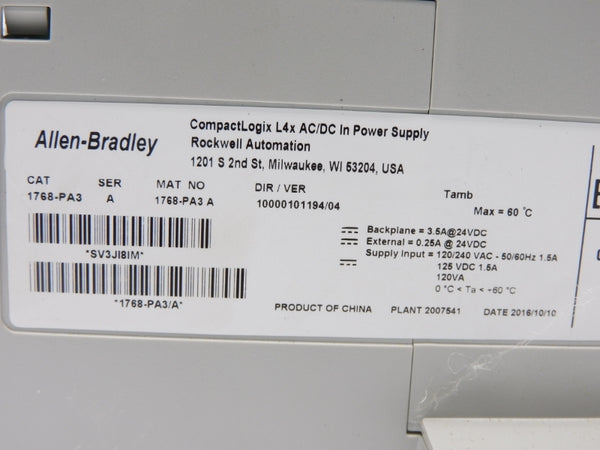 Allen-Bradley
CompactLogix L4x AC/DC In Power Supply
Rockwell Automation
1201 S 2nd St, Milwaukee, WI 53204, USA
CAT SER MAT NO DIR / VER Tamb
1768-PA3 A 1768-PA3 A 10000101194/04 Max = 60 °C
Backplane = 3.5A@24VDC
External = 0.25A @ 24VDC
Supply Input = 120/240 VAC - 50/60Hz 1.5A
125 VDC 1.5A
120VA
0 °C < Ta < +60 °C
*SV3JI8IM*
*1768-PA3/A*
PRODUCT OF CHINA PLANT 2007541 DATE 2016/10/10